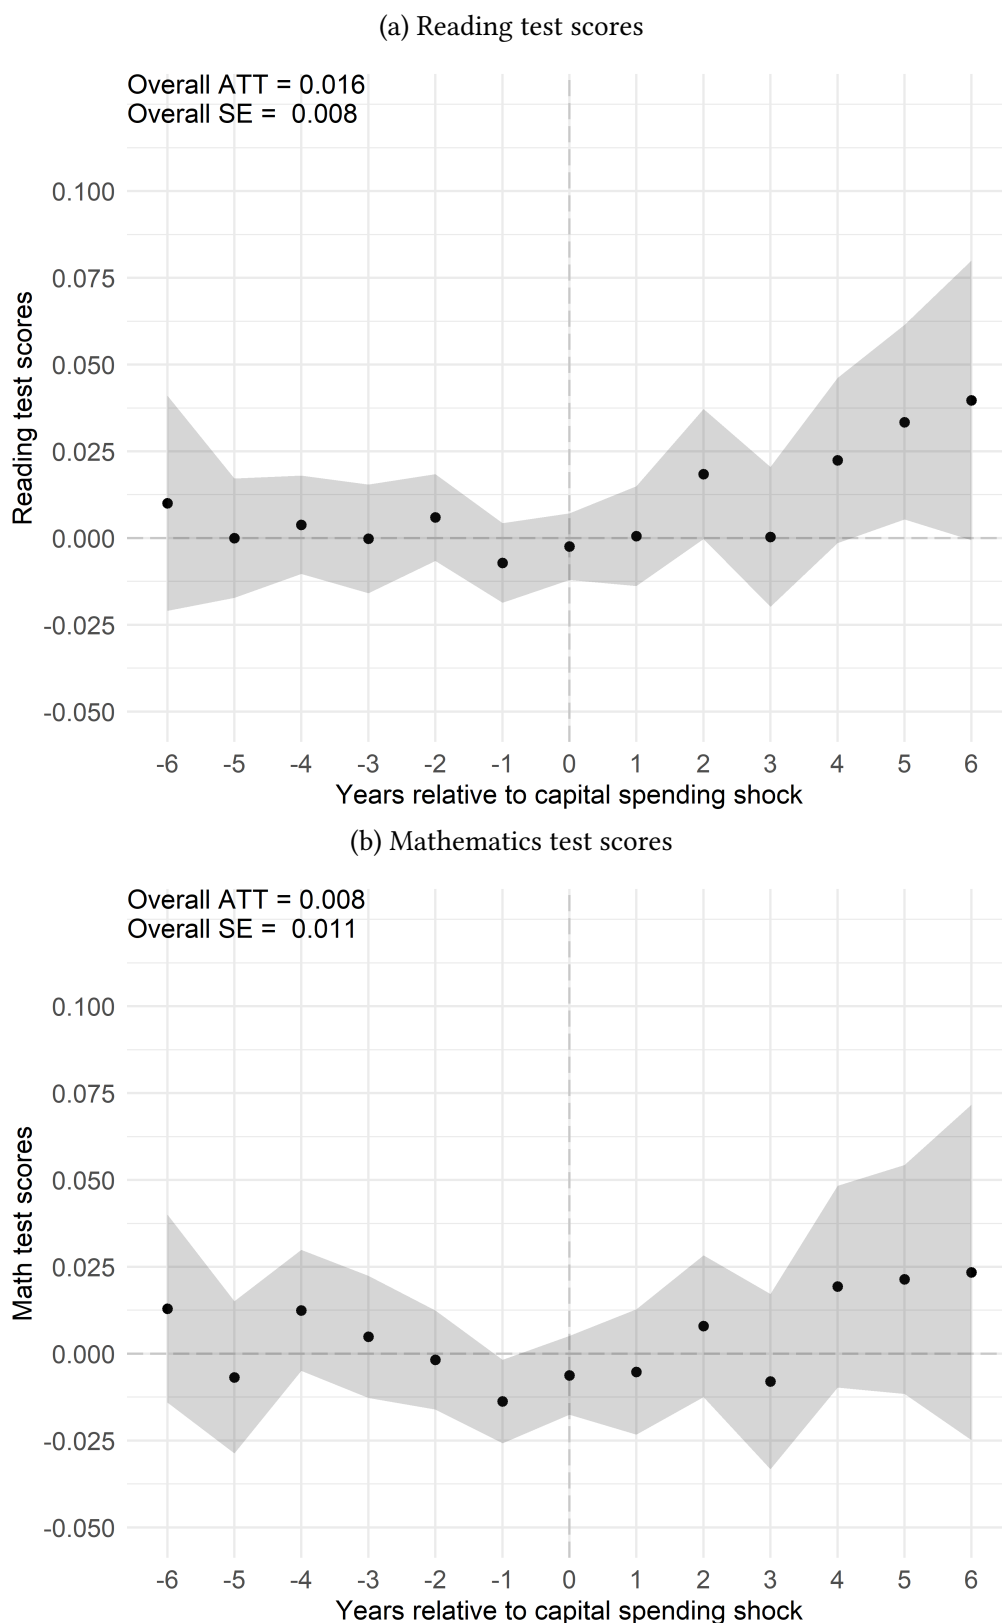 (a) Reading test scores
Overall ATT = 0.016
Overall SE =  0.008
0.100
0.075
0.050
0.025
0.000
-0.025
-0.050
Reading test scores
-6 -5 -4 -3 -2 -1 0 1 2 3 4 5 6
Years relative to capital spending shock
(b) Mathematics test scores
Overall ATT = 0.008
Overall SE =  0.011
0.100
0.075
0.050
0.025
0.000
-0.025
-0.050
Math test scores
-6 -5 -4 -3 -2 -1 0 1 2 3 4 5 6
Years relative to capital spending shock